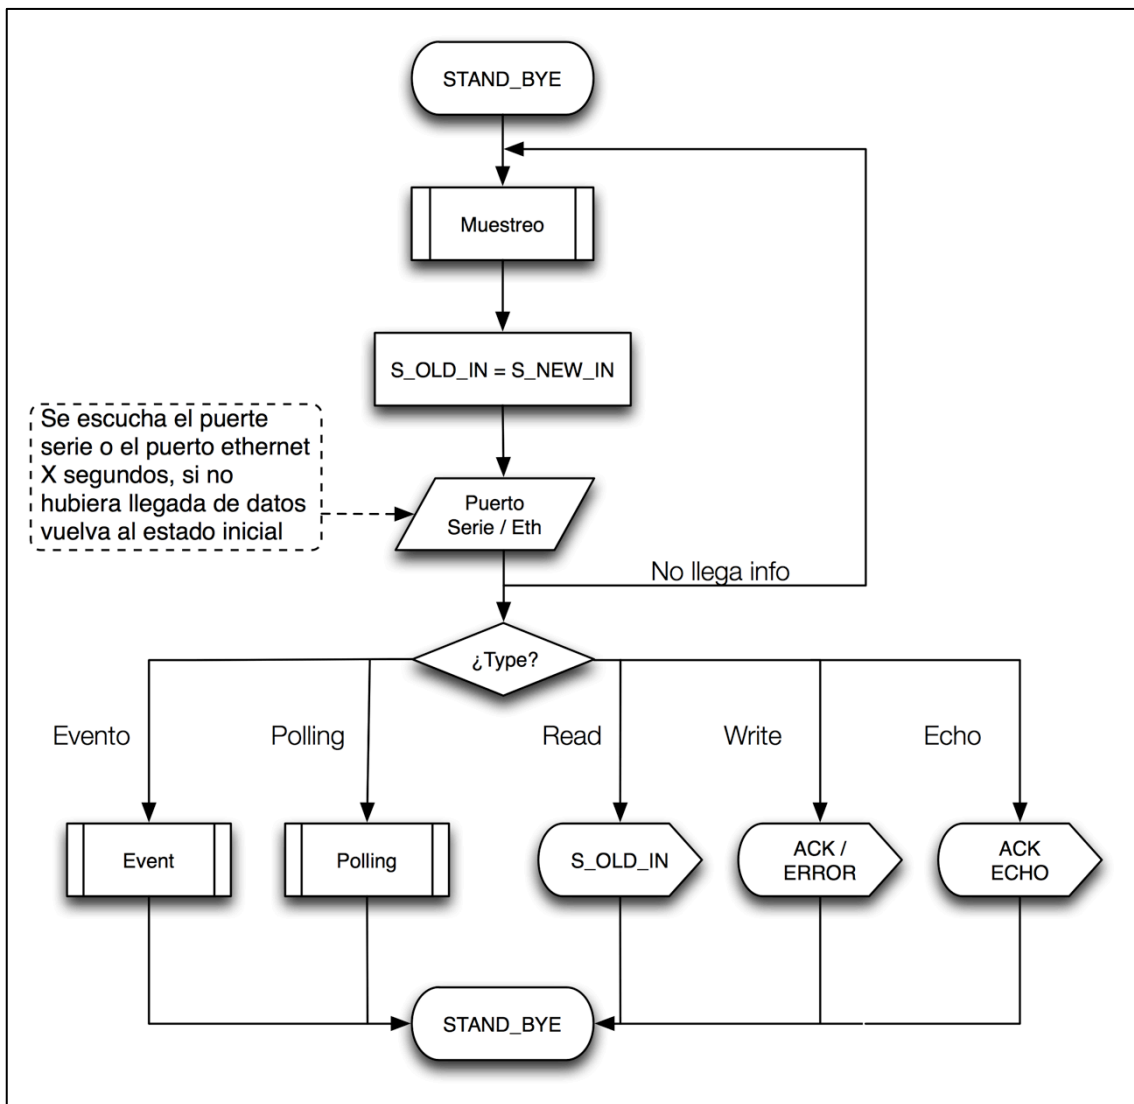 STAND_BYE
Muestreo
S_OLD_IN = S_NEW_IN
Se escucha el puerte
serie o el puerto ethernet
X segundos, si no
hubiera llegada de datos
vuelva al estado inicial
Puerto
Serie / Eth
No llega info
¿Type?
Evento
Polling
Read
Write
Echo
Event
Polling
S_OLD_IN
ACK /
ERROR
ACK
ECHO
STAND_BYE